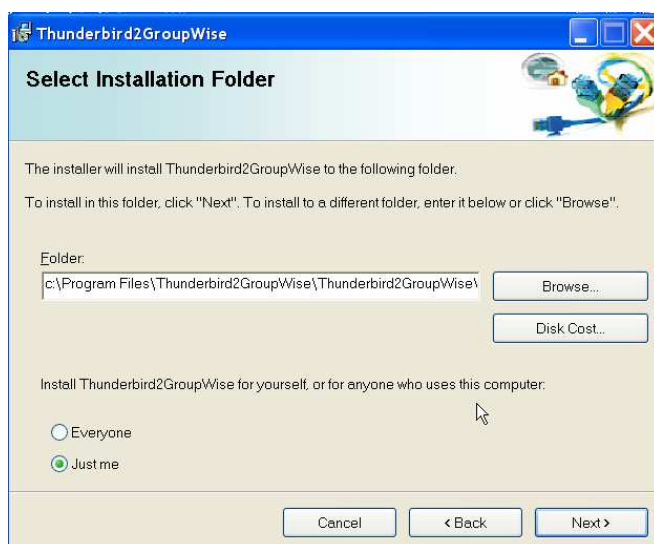 Thunderbird2GroupWise
Select Installation Folder
The installer will install Thunderbird2GroupWise to the following folder.
To install in this folder, click "Next". To install to a different folder, enter it below or click "Browse".
Folder:
c:\Program Files\Thunderbird2GroupWise\Thunderbird2GroupWise\
Browse...
Disk Cost...
Install Thunderbird2GroupWise for yourself, or for anyone who uses this computer:
Everyone
Just me
Cancel
< Back
Next >